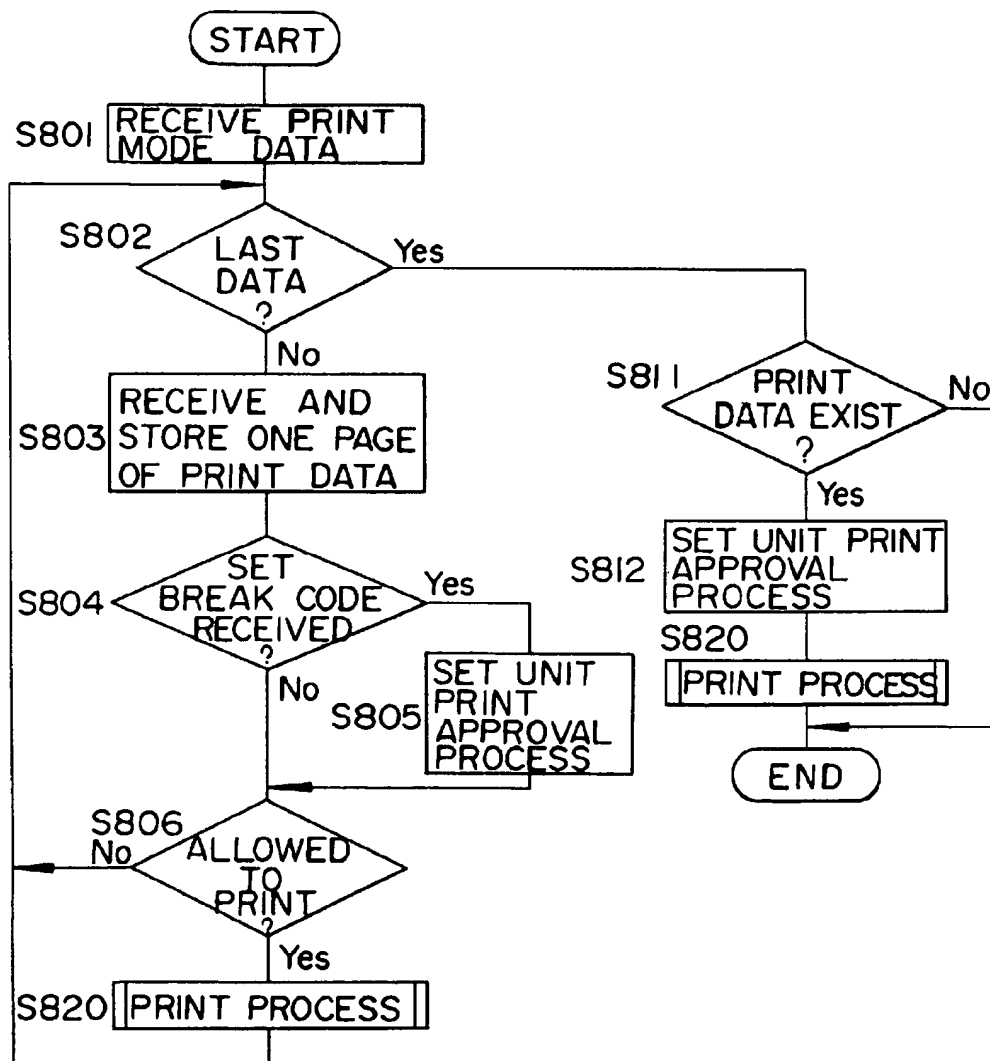 START
S801
RECEIVE PRINT
MODE DATA
S802
LAST
DATA
?
Yes
No
S803
RECEIVE AND
STORE ONE PAGE
OF PRINT DATA
S804
SET
BREAK CODE
RECEIVED
?
Yes
No
S805
SET UNIT
PRINT
APPROVAL
PROCESS
S806
No
ALLOWED
TO
PRINT
?
Yes
S820
PRINT PROCESS
S811
PRINT
DATA EXIST
?
No
Yes
S812
SET UNIT PRINT
APPROVAL
PROCESS
S820
PRINT PROCESS
END